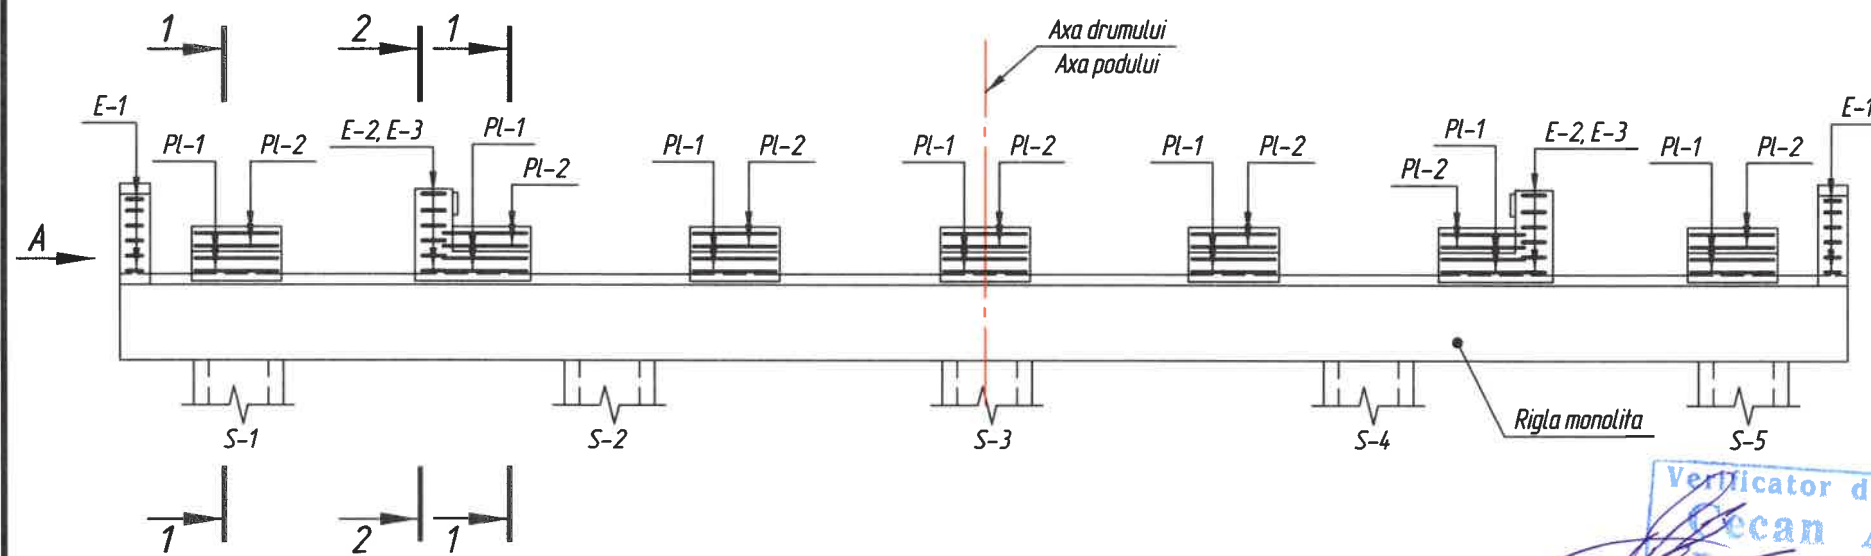 1 2 1
Axa drumului
Axa podului
E-1
E-1
Pl-1 Pl-2
E-2, E-3 Pl-1
Pl-2
Pl-1 Pl-2
Pl-1 Pl-2
Pl-1 Pl-2
Pl-1 E-2, E-3
Pl-2
Pl-1 Pl-2
A
Rigla monolita
S-1 S-2 S-3 S-4 S-5
Verificator d
Cecan
1 2 1